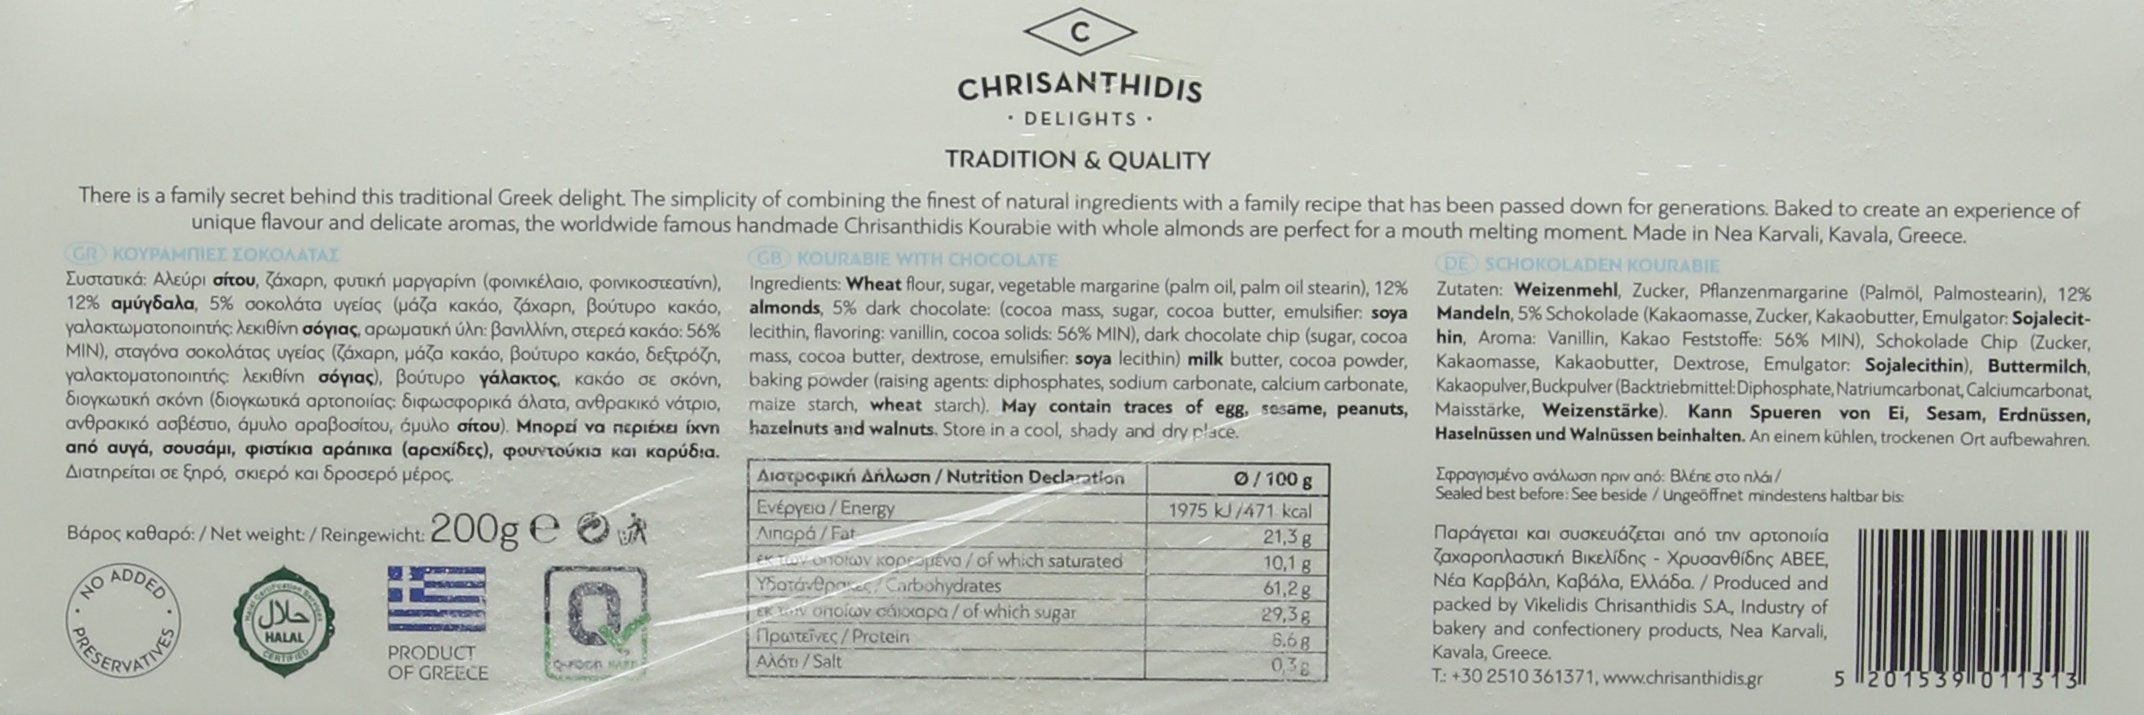 C
CHRISANTHIDIS
· DELIGHTS ·
TRADITION & QUALITY
There is a family secret behind this traditional Greek delight. The simplicity of combining the finest of natural ingredients with a family recipe that has been passed down for generations. Baked to create an experience of
unique flavour and delicate aromas, the worldwide famous handmade Chrisanthidis Kourabie with whole almonds are perfect for a mouth melting moment. Made in Nea Karvali, Kavala, Greece.
GR ΚΟΥΡΑΜΠΙΕΣ ΣΟΚΟΛΑΤΑΣ
Συστατικά: Αλεύρι σίτου, ζάχαρη, φυτική μαργαρίνη (φοινικέλαιο, φοινικοστεατίνη),
12% αμύγδαλα, 5% σοκολάτα υγείας (μάζα κακάο, ζάχαρη, βούτυρο κακάο,
γαλακτωματοποιητής: λεκιθίνη σόγιας, αρωματική ύλη: βανιλλίνη, στερεά κακάο: 56%
MIN), σταγόνα σοκολάτας υγείας (ζάχαρη, μάζα κακάο, βούτυρο κακάο, δεξτρόζη,
γαλακτοματοποιητής: λεκιθίνη σόγιας), βούτυρο γάλακτος, κακάο σε σκόνη,
διογκωτική σκόνη (διογκωτικά αρτοποιίας: διφωσφορικά άλατα, ανθρακικό νάτριο,
ανθρακικό ασβέστιο, άμυλο αραβοσίτου, άμυλο σίτου). Μπορεί να περιέχει ίχνη
από αυγά, σουσάμι, φιστίκια αράπικα (αραχίδες), φουντούκια και καρύδια.
Διατηρείται σε ξηρό, σκιερό και δροσερό μέρος.
Βάρος καθαρό: / Net weight: / Reingewicht: 200g e
NO ADDED
· PRESERVATIVES ·
Halal Certification Services
حلال
HALAL
CERTIFIED
PRODUCT
OF GREECE
Q
GB KOURABIE WITH CHOCOLATE
Ingredients: Wheat flour, sugar, vegetable margarine (palm oil, palm oil stearin), 12%
almonds, 5% dark chocolate: (cocoa mass, sugar, cocoa butter, emulsifier: soya
lecithin, flavoring: vanillin, cocoa solids: 56% MIN), dark chocolate chip (sugar, cocoa
mass, cocoa butter, dextrose, emulsifier: soya lecithin) milk butter, cocoa powder,
baking powder (raising agents: diphosphates, sodium carbonate, calcium carbonate,
maize starch, wheat starch). May contain traces of egg, sesame, peanuts,
hazelnuts and walnuts. Store in a cool, shady and dry place.
Διατροφική Δήλωση / Nutrition Declaration Ø / 100 g
Ενέργεια / Energy 1975 kJ /471 kcal
Λιπαρά / Fat 21,3 g
εκ των οποίων κορεσμένα / of which saturated 10,1 g
Υδατάνθρακες / Carbohydrates 61,2 g
εκ των οποίων σάκχαρα / of which sugar 29,3 g
Πρωτεΐνες / Protein 6,6 g
Αλάτι / Salt 0,3 g
DE SCHOKOLADEN KOURABIE
Zutaten: Weizenmehl, Zucker, Pflanzenmargarine (Palmöl, Palmostearin), 12%
Mandeln, 5% Schokolade (Kakaomasse, Zucker, Kakaobutter, Emulgator: Sojalecit-
hin, Aroma: Vanillin, Kakao Feststoffe: 56% MIN), Schokolade Chip (Zucker,
Kakaomasse, Kakaobutter, Dextrose, Emulgator: Sojalecithin), Buttermilch,
Kakaopulver, Buckpulver (Backtriebmittel: Diphosphate, Natriumcarbonat, Calciumcarbonat,
Maisstärke, Weizenstärke). Kann Spueren von Ei, Sesam, Erdnüssen,
Haselnüssen und Walnüssen beinhalten. An einem kühlen, trockenen Ort aufbewahren.
Σφραγισμένο ανάλωση πριν από: Βλέπε στο πλάι /
Sealed best before: See beside / Ungeöffnet mindestens haltbar bis:
Παράγεται και συσκευάζεται από την αρτοποιία
ζαχαροπλαστική Βικελίδης - Χρυσανθίδης ΑΒΕΕ,
Νέα Καρβάλη, Καβάλα, Ελλάδα. / Produced and
packed by Vikelidis Chrisanthidis S.A., Industry of
bakery and confectionery products, Nea Karvali,
Kavala, Greece.
T.: +30 2510 361371, www.chrisanthidis.gr
5 201539 011313